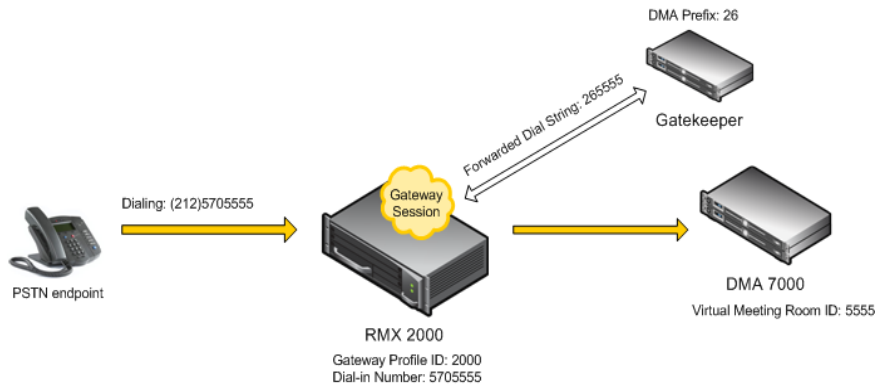 DMA Prefix: 26
Gatekeeper
Forwarded Dial String: 265555
Dialing: (212)5705555
Gateway
Session
PSTN endpoint
RMX 2000
Gateway Profile ID: 2000
Dial-in Number: 5705555
DMA 7000
Virtual Meeting Room ID: 5555